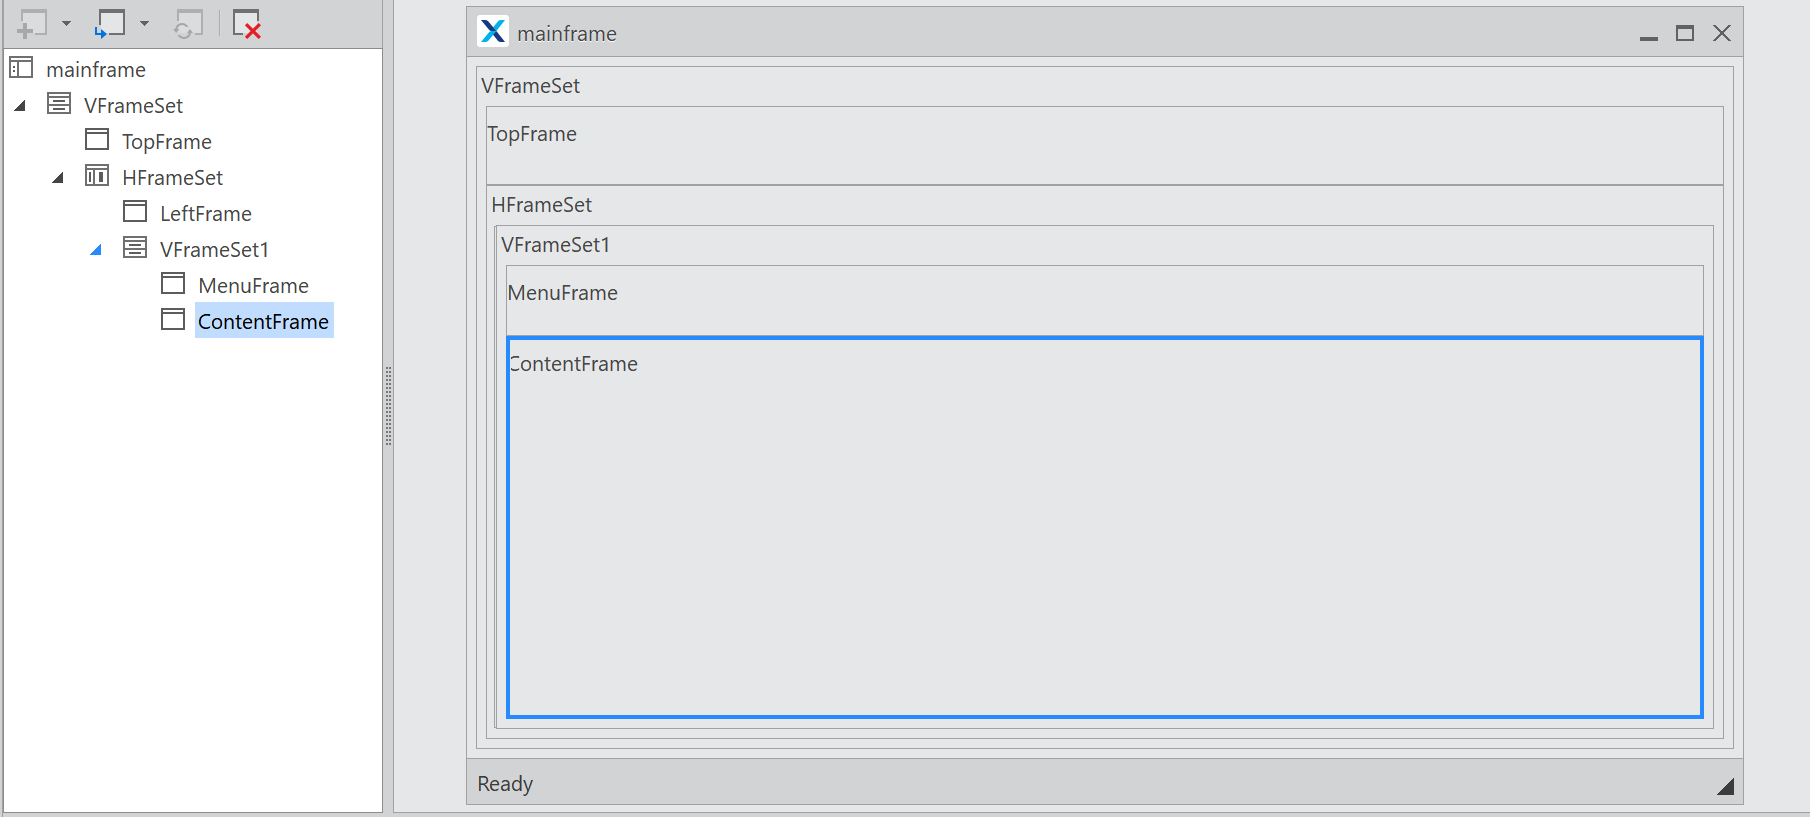 mainframe
VFrameSet
TopFrame
HFrameSet
LeftFrame
VFrameSet1
MenuFrame
ContentFrame
mainframe
VFrameSet
TopFrame
HFrameSet
VFrameSet1
MenuFrame
ContentFrame
Ready